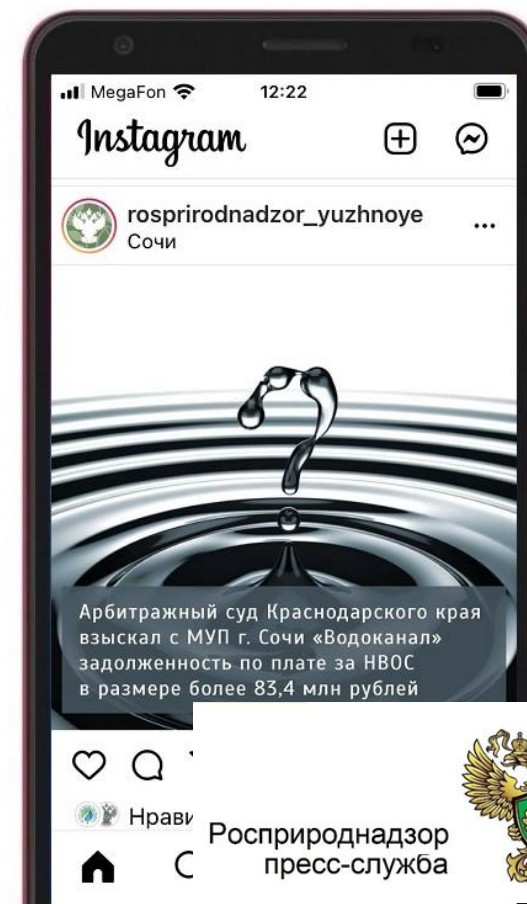 MegaFon 12:22
Instagram
rosprirodnadzor_yuzhnoye
Сочи
Арбитражный суд Краснодарского края
взыскал с МУП г. Сочи «Водоканал»
задолженность по плате за НВОС
в размере более 83,4 млн рублей
Нрави
Росприроднадзор
пресс-служба